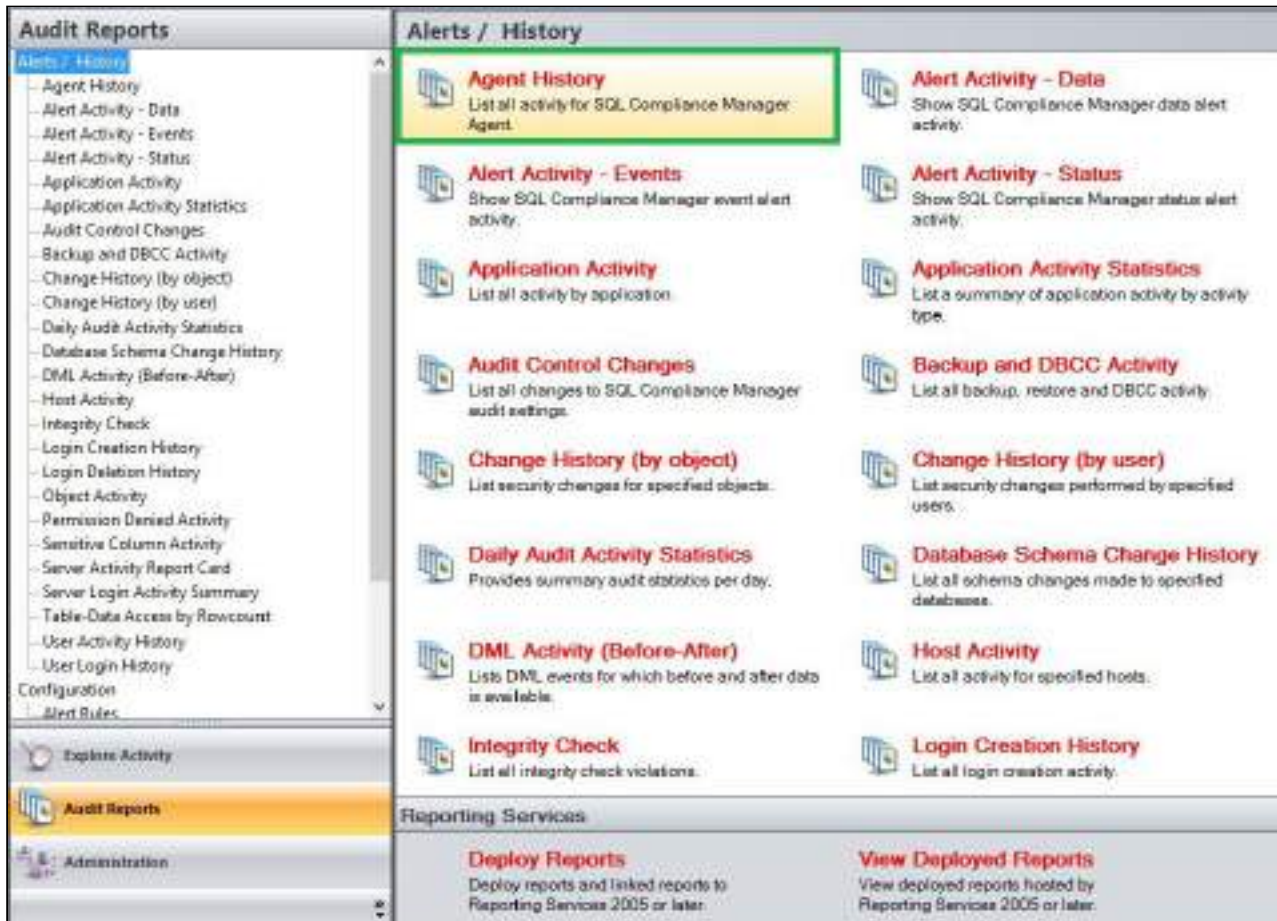 Audit Reports
Alerts / History
Agent History
Alert Activity - Data
Alert Activity - Events
Alert Activity - Status
Application Activity
Application Activity Statistics
Audit Control Changes
Backup and DBCC Activity
Change History (by object)
Change History (by user)
Daily Audit Activity Statistics
Database Schema Change History
DML Activity (Before-After)
Host Activity
Integrity Check
Login Creation History
Login Deletion History
Object Activity
Permission Denied Activity
Sensitive Column Activity
Server Activity Report Card
Server Login Activity Summary
Table-Data Access by Rowcount
User Activity History
User Login History
Configuration
Alert Rules
Explore Activity
Audit Reports
Administration
Alerts / History
Agent History
List all activity for SQL Compliance Manager
Agent.
Alert Activity - Data
Show SQL Compliance Manager data alert
activity.
Alert Activity - Events
Show SQL Compliance Manager event alert
activity.
Alert Activity - Status
Show SQL Compliance Manager status alert
activity.
Application Activity
List all activity by application.
Application Activity Statistics
List a summary of application activity by activity
type.
Audit Control Changes
List all changes to SQL Compliance Manager
audit settings.
Backup and DBCC Activity
List all backup, restore and DBCC activity.
Change History (by object)
List security changes for specified objects.
Change History (by user)
List security changes performed by specified
users.
Daily Audit Activity Statistics
Provides summary audit statistics per day.
Database Schema Change History
List all schema changes made to specified
databases.
DML Activity (Before-After)
Lists DML events for which before and after data
is available.
Host Activity
List all activity for specified hosts.
Integrity Check
List all integrity check violations.
Login Creation History
List all login creation activity.
Reporting Services
Deploy Reports
Deploy reports and linked reports to
Reporting Services 2005 or later.
View Deployed Reports
View deployed reports hosted by
Reporting Services 2005 or later.